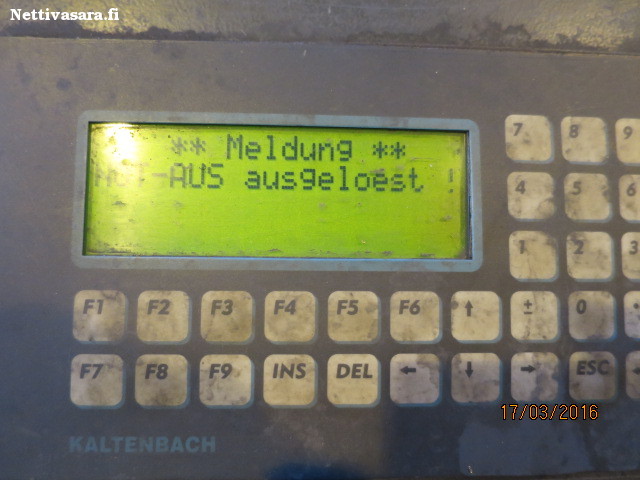 Nettivasara.fi
** Meldung **
NOT-AUS ausgeloest !
7 8 9
4 5 6
1 2 3
F1 F2 F3 F4 F5 F6 ↑ ± 0 .
F7 F8 F9 INS DEL ← ↓ → ESC
KALTENBACH
17/03/2016